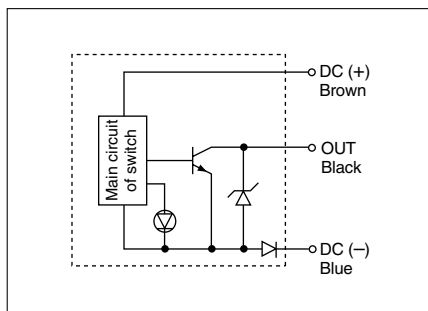 DC (+)
Brown
Main circuit
of switch
OUT
Black
DC (–)
Blue